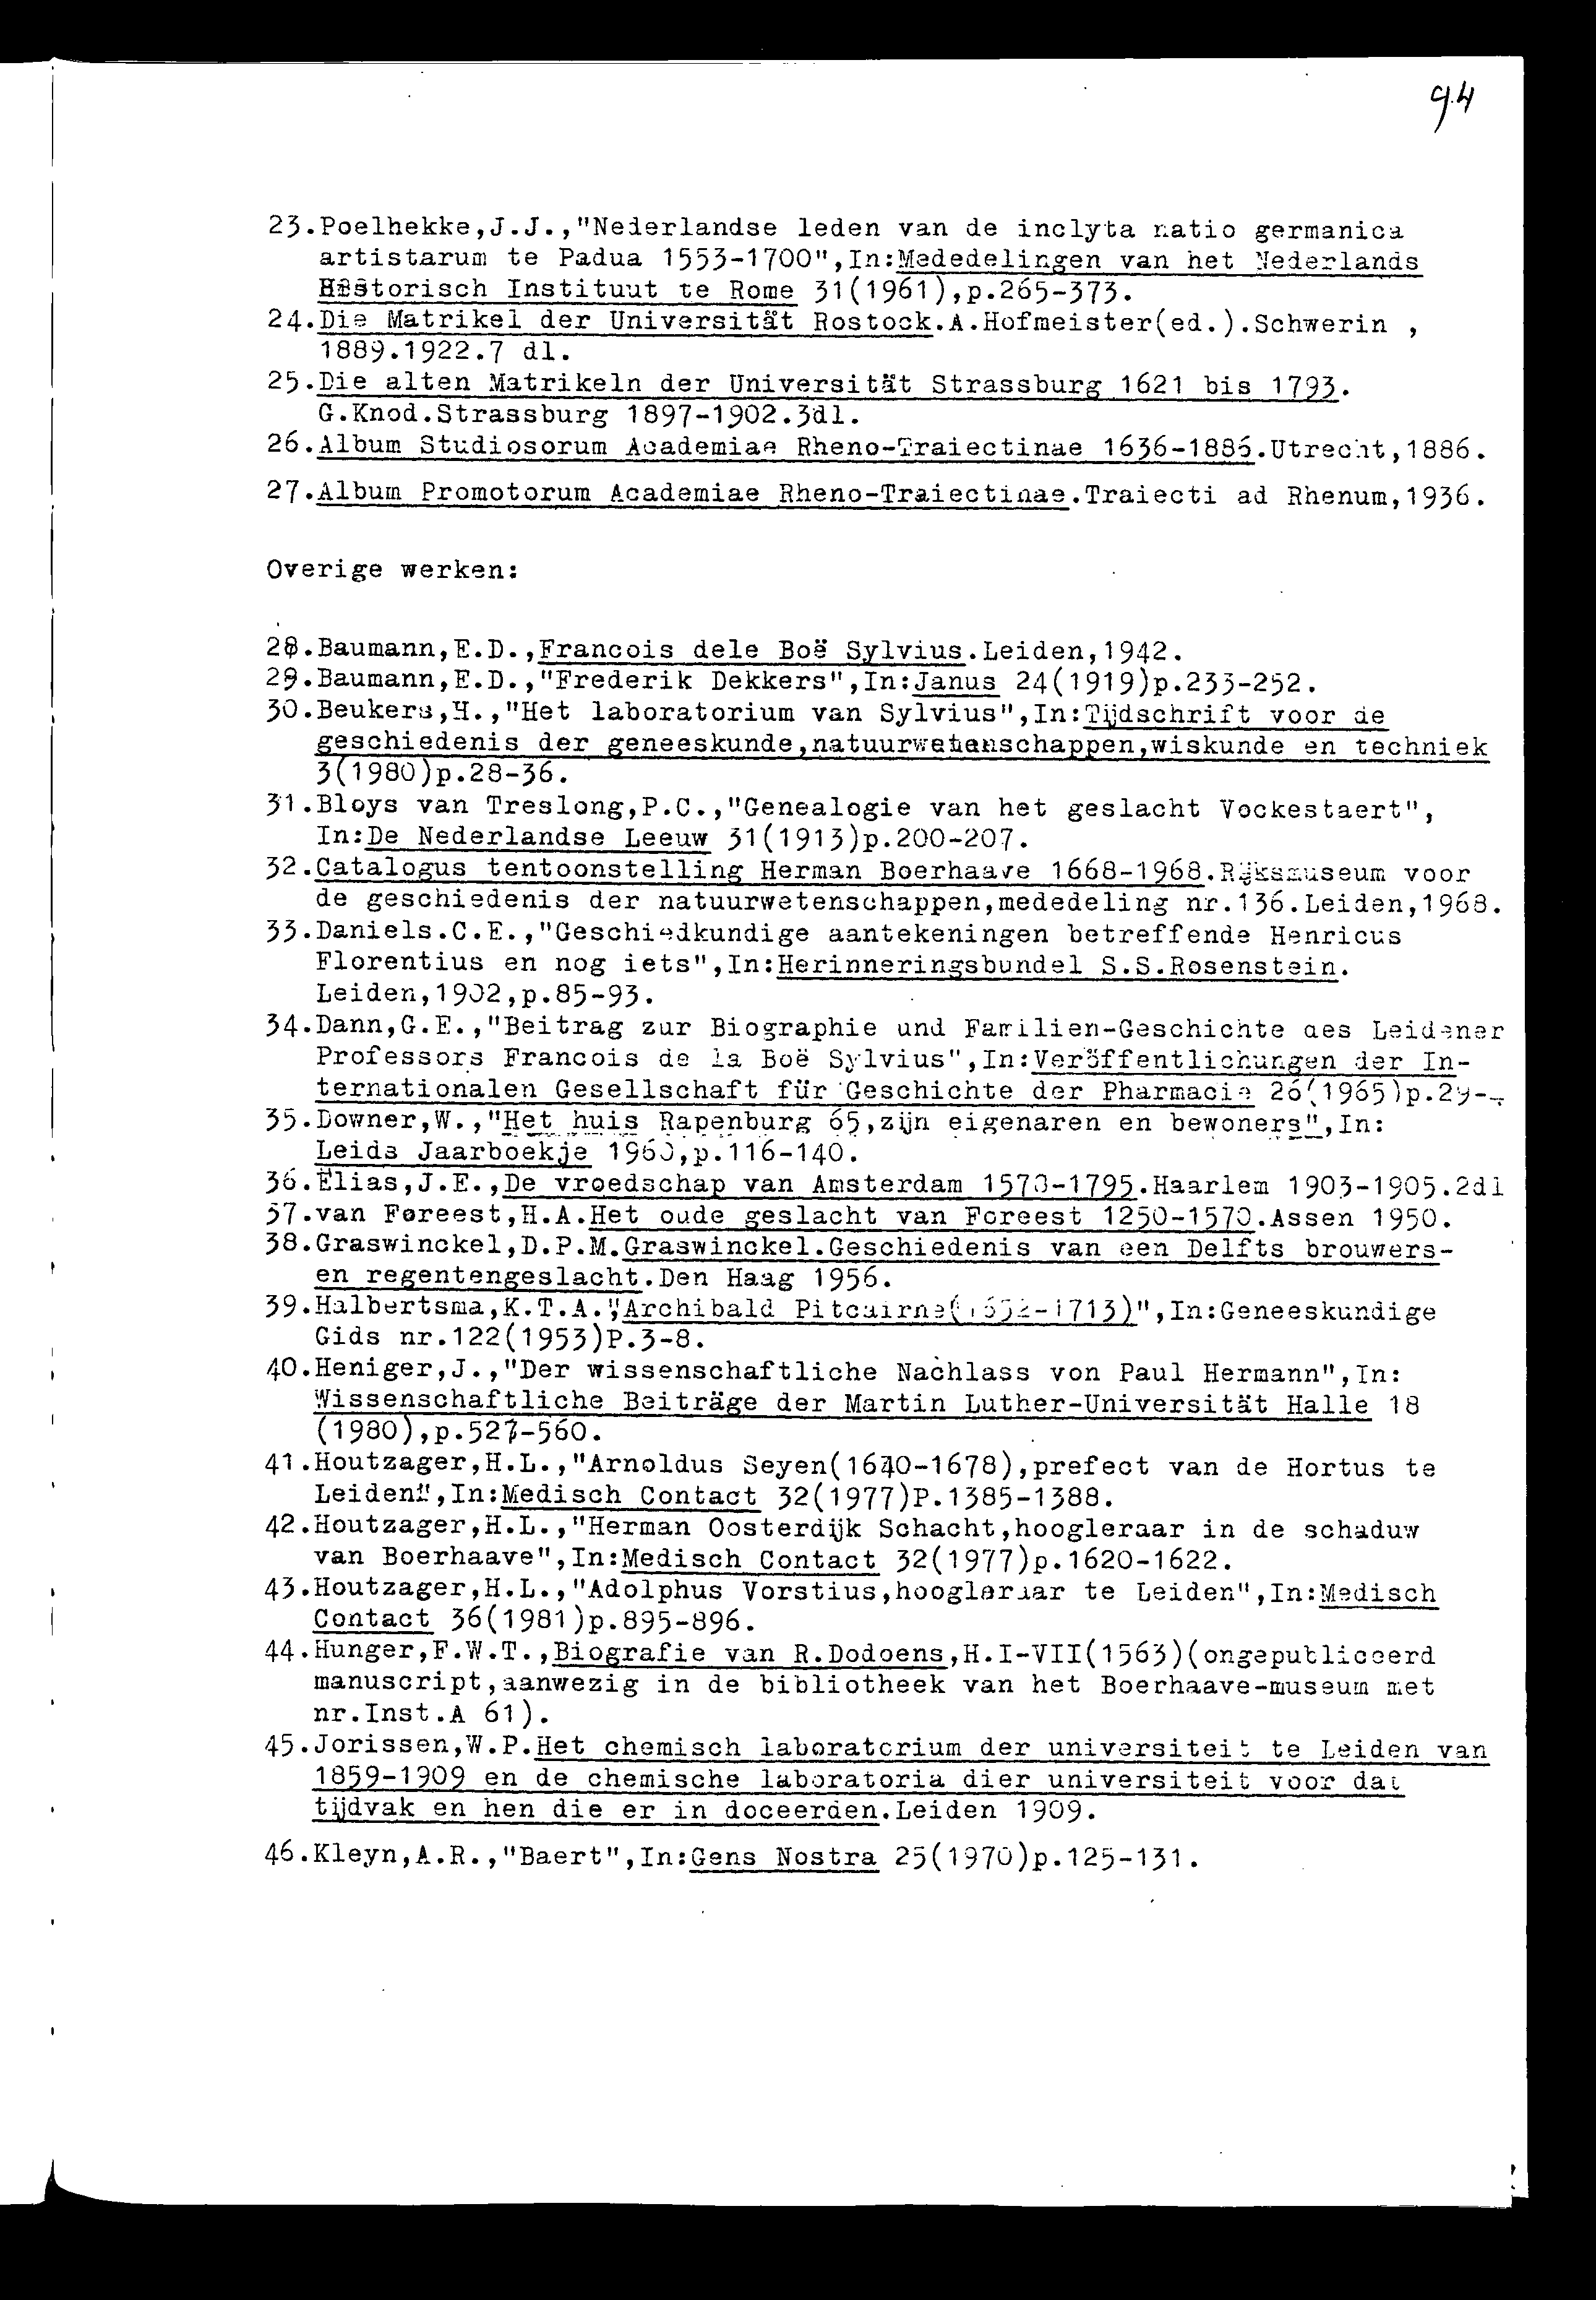 94
23.Poelhekke,J.J.,"Nederlandse leden van de inclyta natio germanica
artistarum te Padua 1553-1700",In:Mededelingen van het Nederlands
Historisch Instituut te Rome 31(1961),p.265-373.
24.Die Matrikel der Universität Rostock.A.Hofmeister(ed.).Schwerin ,
1889.1922.7 dl.
25.Die alten Matrikeln der Universität Strassburg 1621 bis 1793.
G.Knod.Strassburg 1897-1902.3dl.
26.Album Studiosorum Academiae Rheno-Traiectinae 1636-1886.Utrecht,1886.
27.Album Promotorum Academiae Rheno-Traiectinae.Traiecti ad Rhenum,1936.
Overige werken:
28.Baumann,E.D.,Francois dele Boë Sylvius.Leiden,1942.
29.Baumann,E.D.,"Frederik Dekkers",In:Janus 24(1919)p.233-252.
30.Beukers,H.,"Het laboratorium van Sylvius",In:Tijdschrift voor de
geschiedenis der geneeskunde,natuurwetenschappen,wiskunde en techniek
3(1980)p.28-36.
31.Bloys van Treslong,P.C.,"Genealogie van het geslacht Vockestaert",
In:De Nederlandse Leeuw 31(1913)p.200-207.
32.Catalogus tentoonstelling Herman Boerhaave 1668-1968.Rijksmuseum voor
de geschiedenis der natuurwetenschappen,mededeling nr.136.Leiden,1968.
33.Daniels.C.E.,"Geschiedkundige aantekeningen betreffende Henricus
Florentius en nog iets",In:Herinneringsbundel S.S.Rosenstein.
Leiden,1902,p.85-93.
34.Dann,G.E.,"Beitrag zur Biographie und Familien-Geschichte des Leidener
Professors Francois de la Boë Sylvius",In:Veröffentlichungen der In-
ternationalen Gesellschaft für Geschichte der Pharmacie 26(1965)p.29-
35.Downer,W.,"Het huis Rapenburg 65,zijn eigenaren en bewoners",In:
Leids Jaarboekje 1960,p.116-140.
36.Elias,J.E.,De vroedschap van Amsterdam 1578-1795.Haarlem 1903-1905.2dl
37.van Foreest,H.A.Het oude geslacht van Foreest 1250-1570.Assen 1950.
38.Graswinckel,D.P.M.Graswinckel.Geschiedenis van een Delfts brouwers-
en regentengeslacht.Den Haag 1956.
39.Halbertsma,K.T.A."Archibald Pitcairne(1652-1713)",In:Geneeskundige
Gids nr.122(1953)P.3-8.
40.Heniger,J.,"Der wissenschaftliche Nachlass von Paul Hermann",In:
Wissenschaftliche Beiträge der Martin Luther-Universität Halle 18
(1980),p.527-560.
41.Houtzager,H.L.,"Arnoldus Seyen(1640-1678),prefect van de Hortus te
Leiden",In:Medisch Contact 32(1977)P.1385-1388.
42.Houtzager,H.L.,"Herman Oosterdijk Schacht,hoogleraar in de schaduw
van Boerhaave",In:Medisch Contact 32(1977)p.1620-1622.
43.Houtzager,H.L.,"Adolphus Vorstius,hoogleraar te Leiden",In:Medisch
Contact 36(1981)p.895-896.
44.Hunger,F.W.T.,Biografie van R.Dodoens,H.I-VII(1563)(ongepubliceerd
manuscript,aanwezig in de bibliotheek van het Boerhaave-museum met
nr.Inst.A 61).
45.Jorissen,W.P.Het chemisch laboratorium der universiteit te Leiden van
1859-1909 en de chemische laboratoria dier universiteit voor dat
tijdvak en hen die er in doceerden.Leiden 1909.
46.Kleyn,A.R.,"Baert",In:Gens Nostra 25(1970)p.125-131.